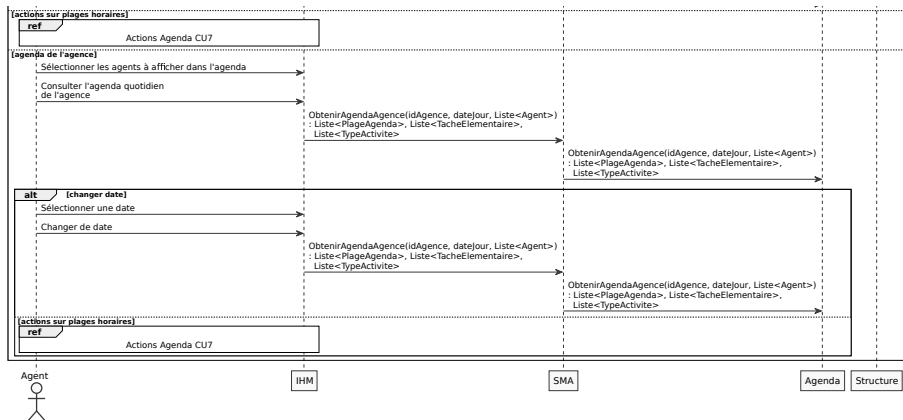 [actions sur plages horaires]
ref
Actions Agenda CU7
[agenda de l'agence]
Sélectionner les agents à afficher dans l'agenda
Consulter l'agenda quotidien
de l'agence
ObtenirAgendaAgence(idAgence, dateJour, Liste<Agent>)
: Liste<PlageAgenda>, Liste<TacheElementaire>,
Liste<TypeActivite>
ObtenirAgendaAgence(idAgence, dateJour, Liste<Agent>)
: Liste<PlageAgenda>, Liste<TacheElementaire>,
Liste<TypeActivite>
alt [changer date]
Sélectionner une date
Changer de date
ObtenirAgendaAgence(idAgence, dateJour, Liste<Agent>)
: Liste<PlageAgenda>, Liste<TacheElementaire>,
Liste<TypeActivite>
ObtenirAgendaAgence(idAgence, dateJour, Liste<Agent>)
: Liste<PlageAgenda>, Liste<TacheElementaire>,
Liste<TypeActivite>
[actions sur plages horaires]
ref
Actions Agenda CU7
Agent IHM SMA Agenda Structure